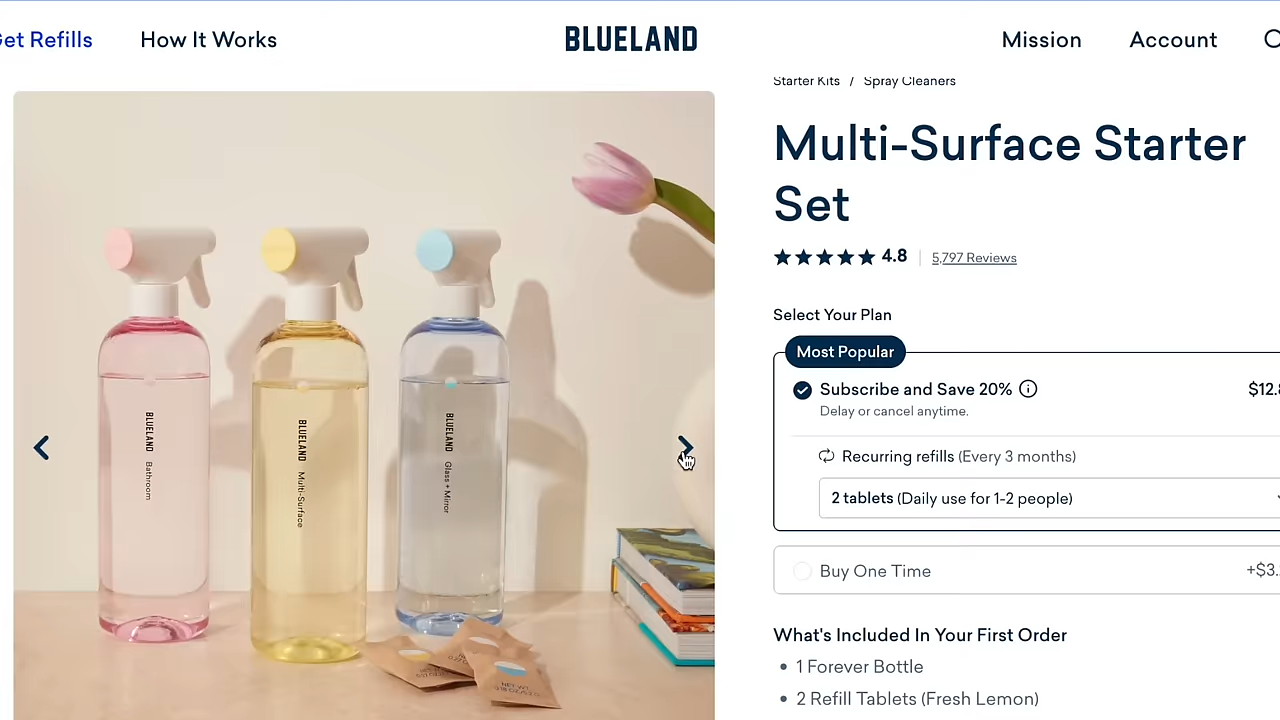 Get Refills
How It Works
BLUELAND
Mission
Account
Starter Kits / Spray Cleaners
Multi-Surface Starter
Set
4.8
5,797 Reviews
Select Your Plan
Most Popular
Subscribe and Save 20%
$12.8
Delay or cancel anytime.
Recurring refills (Every 3 months)
2 tablets (Daily use for 1-2 people)
Buy One Time
+$3.
What's Included In Your First Order
• 1 Forever Bottle
• 2 Refill Tablets (Fresh Lemon)
BLUELAND Bathroom
BLUELAND Multi-Surface
BLUELAND Glass + Mirror